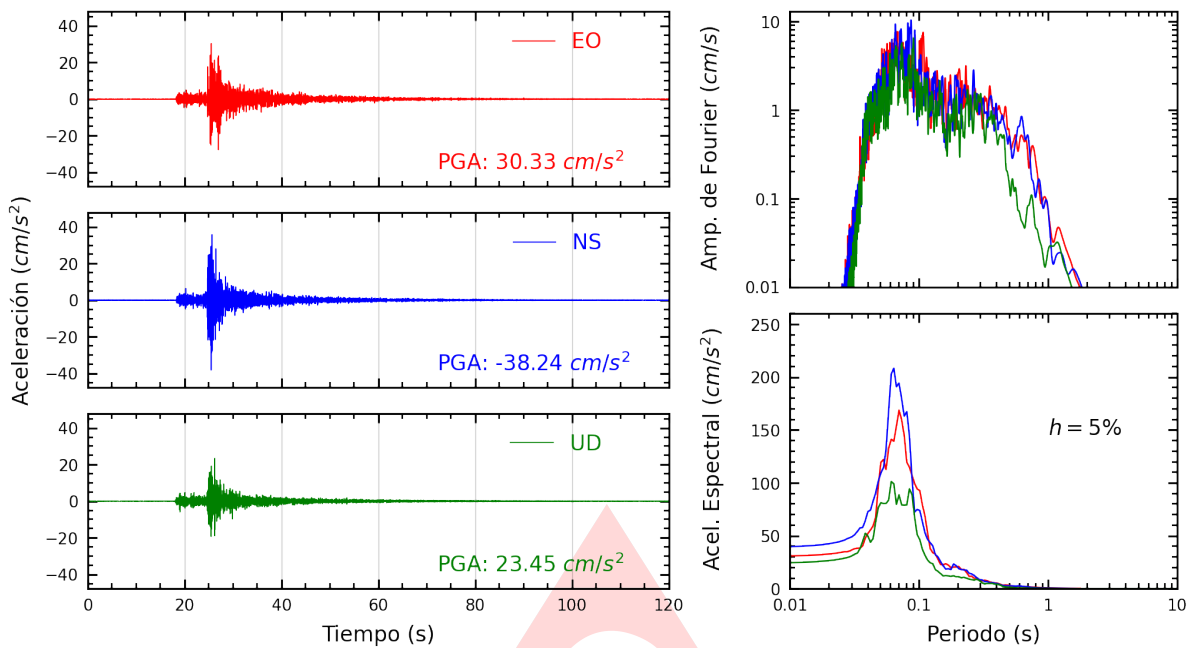 Aceleración (cm/s²)
40
20
0
−20
−40
EO
PGA: 30.33 cm/s²
40
20
0
−20
−40
NS
PGA: -38.24 cm/s²
40
20
0
−20
−40
UD
PGA: 23.45 cm/s²
0 20 40 60 80 100 120
Tiempo (s)
Amp. de Fourier (cm/s)
10
1
0.1
0.01
Acel. Espectral (cm/s²)
250
200
150
100
50
0
h = 5%
0.01 0.1 1 10
Periodo (s)